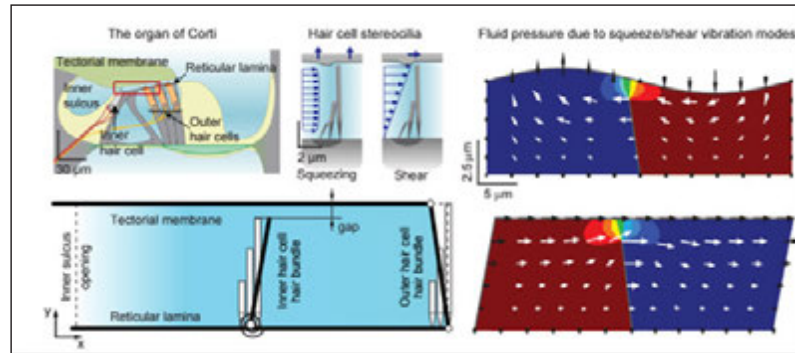 The organ of Corti
Tectorial membrane
Reticular lamina
Inner
sulcus
Inner
hair cell
Outer
hair cells
30 µm
Hair cell stereocilia
2 µm
Squeezing
Shear
Fluid pressure due to squeeze/shear vibration modes
2.5 µm
5 µm
Tectorial membrane
gap
Inner sulcus
opening
Inner hair cell
hair bundle
Outer hair cell
hair bundle
Reticular lamina
y
x